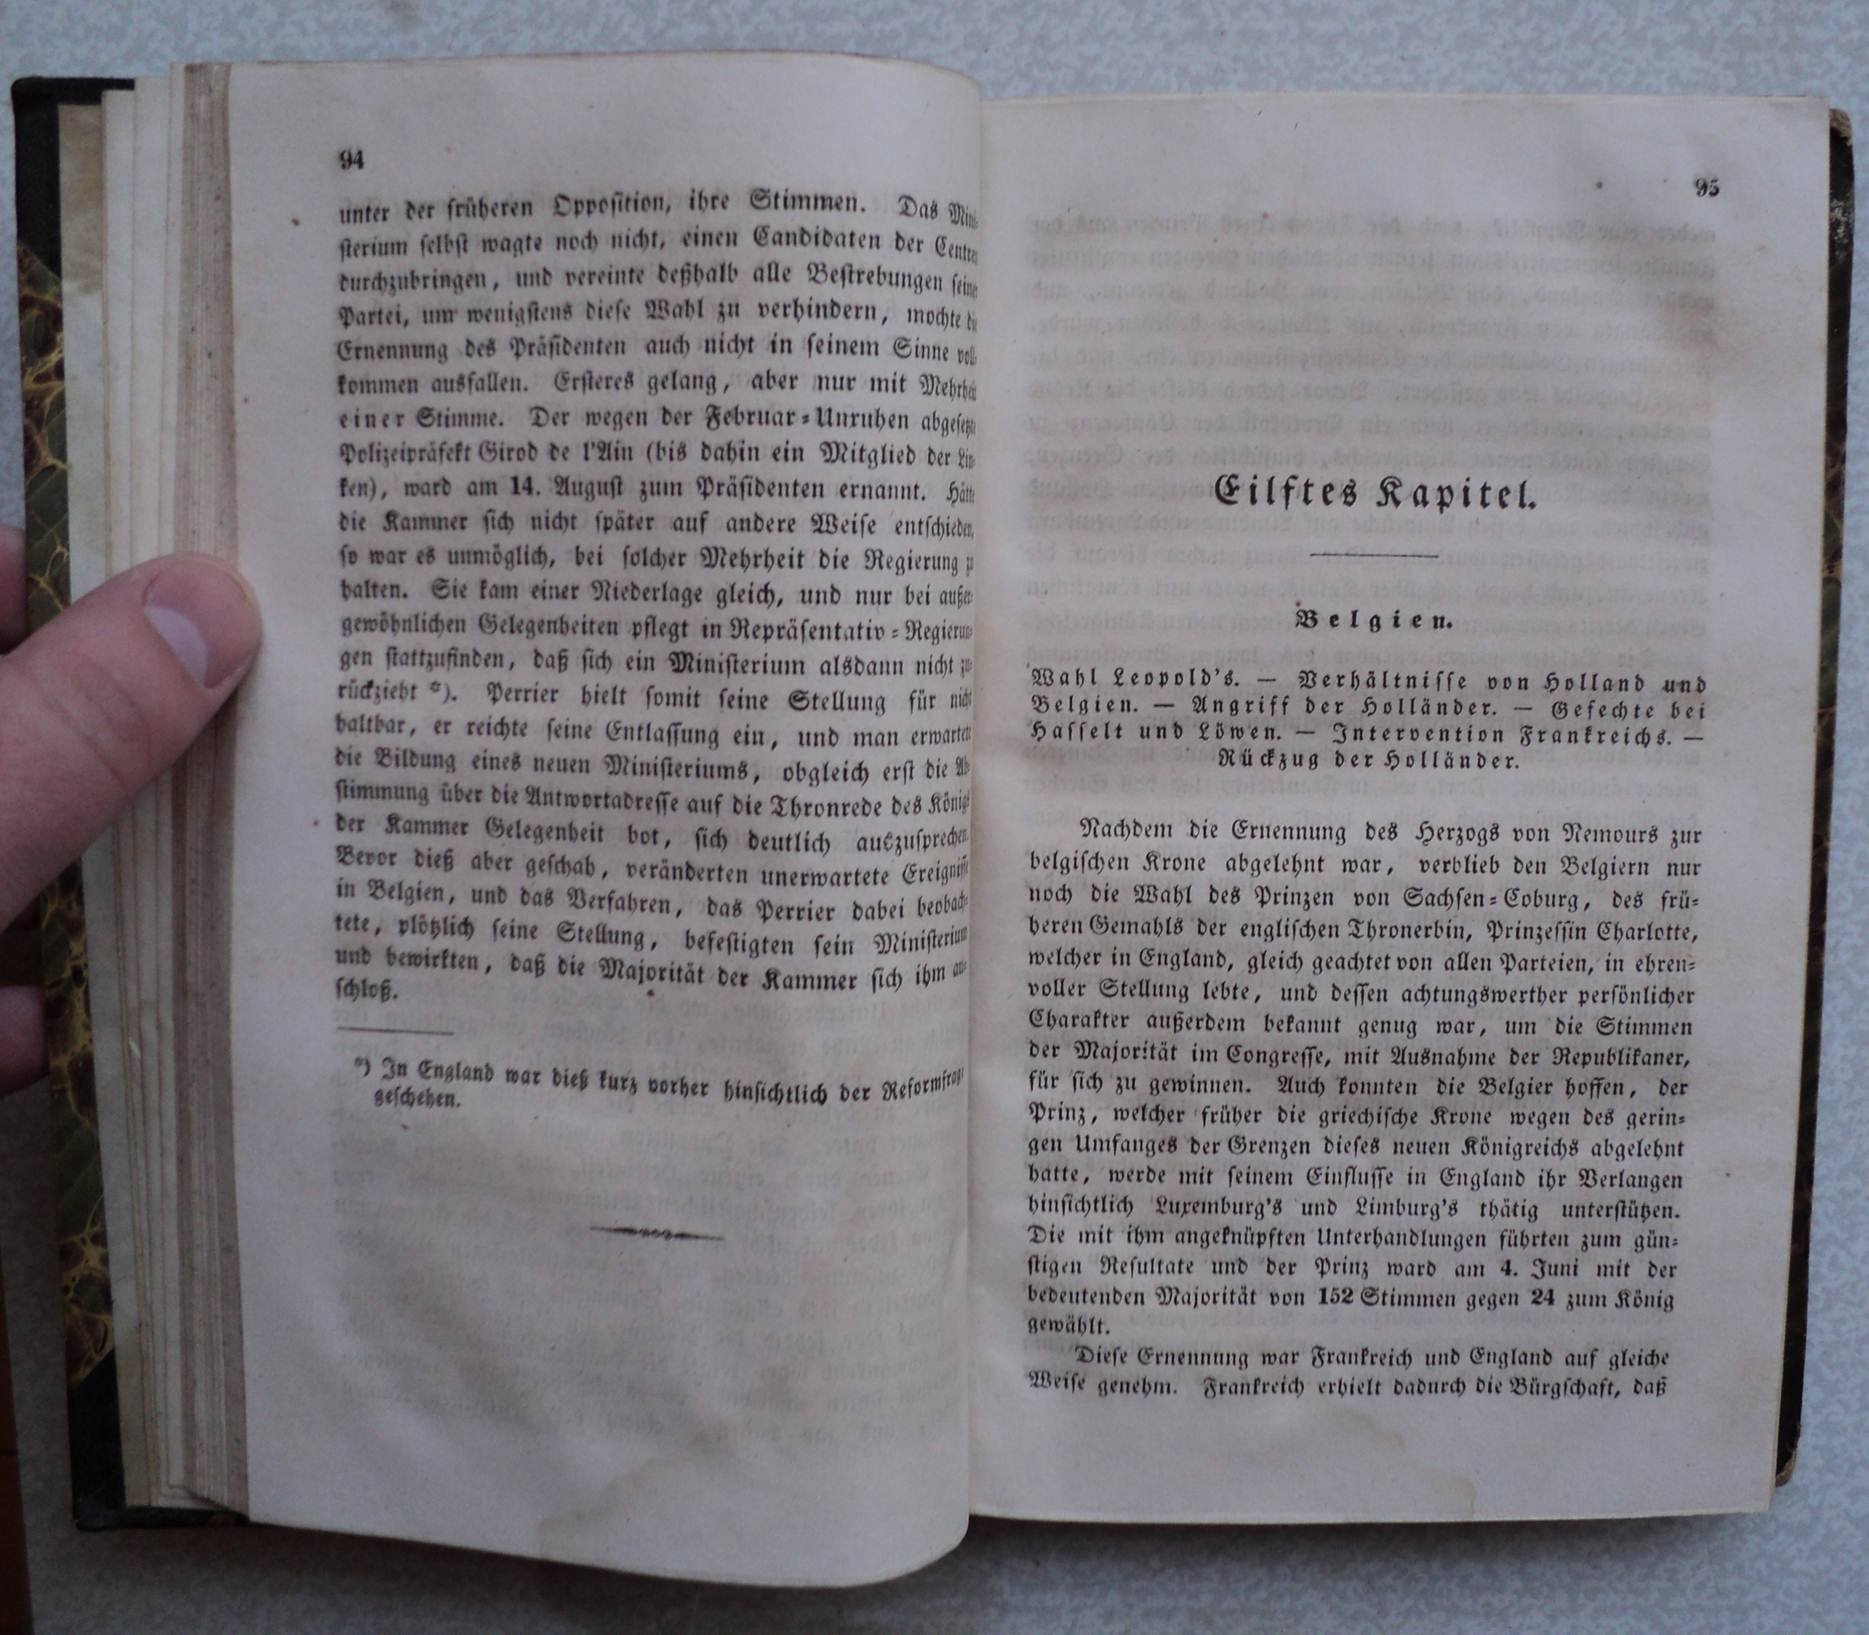 94
unter der früheren Opposition, ihre Stimmen. Das Mini-
sterium selbst wagte noch nicht, einen Candidaten der Centren
durchzubringen, und vereinte deßhalb alle Bestrebungen seiner
Partei, um wenigstens diese Wahl zu verhindern, mochte die
Ernennung des Präsidenten auch nicht in seinem Sinne voll-
kommen ausfallen. Ersteres gelang, aber nur mit Mehrheit
einer Stimme. Der wegen der Februar-Unruhen abgesetzte
Polizeipräfekt Girod de l'Ain (bis dahin ein Mitglied der Lin-
ken), ward am 14. August zum Präsidenten ernannt. Hätte
die Kammer sich nicht später auf andere Weise entschieden,
so war es unmöglich, bei solcher Mehrheit die Regierung zu
halten. Sie kam einer Niederlage gleich, und nur bei außer-
gewöhnlichen Gelegenheiten pflegt in Repräsentativ-Regierun-
gen stattzufinden, daß sich ein Ministerium alsdann nicht zu-
rückzieht *). Perrier hielt somit seine Stellung für nicht
haltbar, er reichte seine Entlassung ein, und man erwartete
die Bildung eines neuen Ministeriums, obgleich erst die Ab-
stimmung über die Antwortadresse auf die Thronrede des Königs
der Kammer Gelegenheit bot, sich deutlich auszusprechen.
Bevor dieß aber geschah, veränderten unerwartete Ereignisse
in Belgien, und das Verfahren, das Perrier dabei beobach-
tete, plötzlich seine Stellung, befestigten sein Ministerium
und bewirkten, daß die Majorität der Kammer sich ihm an-
schloß.
*) In England war dieß kurz vorher hinsichtlich der Reformfrage
geschehen.
95
Eilftes Kapitel.
Belgien.
Wahl Leopold's. — Verhältnisse von Holland und
Belgien. — Angriff der Holländer. — Gefechte bei
Hasselt und Löwen. — Intervention Frankreichs. —
Rückzug der Holländer.
Nachdem die Ernennung des Herzogs von Nemours zur
belgischen Krone abgelehnt war, verblieb den Belgiern nur
noch die Wahl des Prinzen von Sachsen-Coburg, des frü-
heren Gemahls der englischen Thronerbin, Prinzessin Charlotte,
welcher in England, gleich geachtet von allen Parteien, in ehren-
voller Stellung lebte, und dessen achtungswerther persönlicher
Charakter außerdem bekannt genug war, um die Stimmen
der Majorität im Congresse, mit Ausnahme der Republikaner,
für sich zu gewinnen. Auch konnten die Belgier hoffen, der
Prinz, welcher früher die griechische Krone wegen des gerin-
gen Umfanges der Grenzen dieses neuen Königreichs abgelehnt
hatte, werde mit seinem Einflusse in England ihr Verlangen
hinsichtlich Luxemburg's und Limburg's thätig unterstützen.
Die mit ihm angeknüpften Unterhandlungen führten zum gün-
stigen Resultate und der Prinz ward am 4. Juni mit der
bedeutenden Majorität von 152 Stimmen gegen 24 zum König
gewählt.
Diese Ernennung war Frankreich und England auf gleiche
Weise genehm. Frankreich erhielt dadurch die Bürgschaft, daß